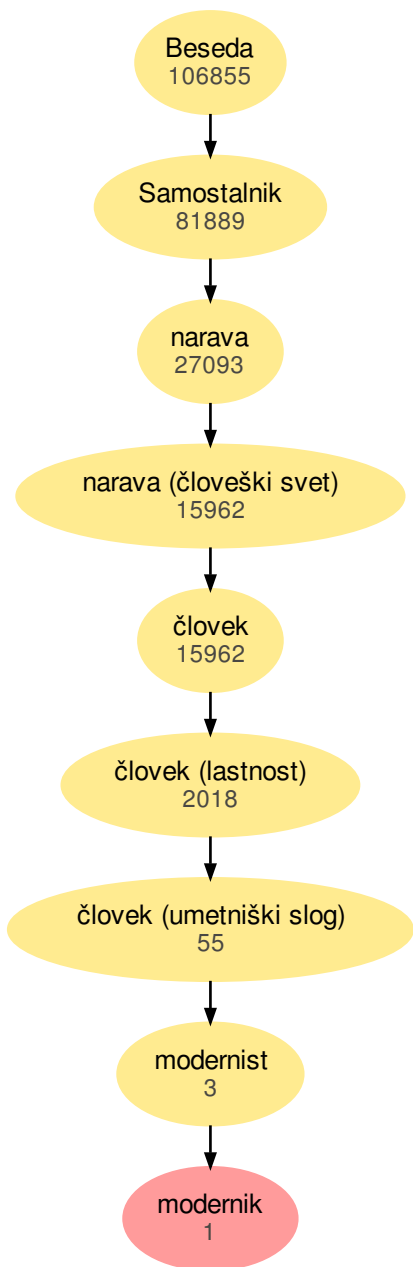 Beseda
106855
Samostalnik
81889
narava
27093
narava (človeški svet)
15962
človek
15962
človek (lastnost)
2018
človek (umetniški slog)
55
modernist
3
modernik
1